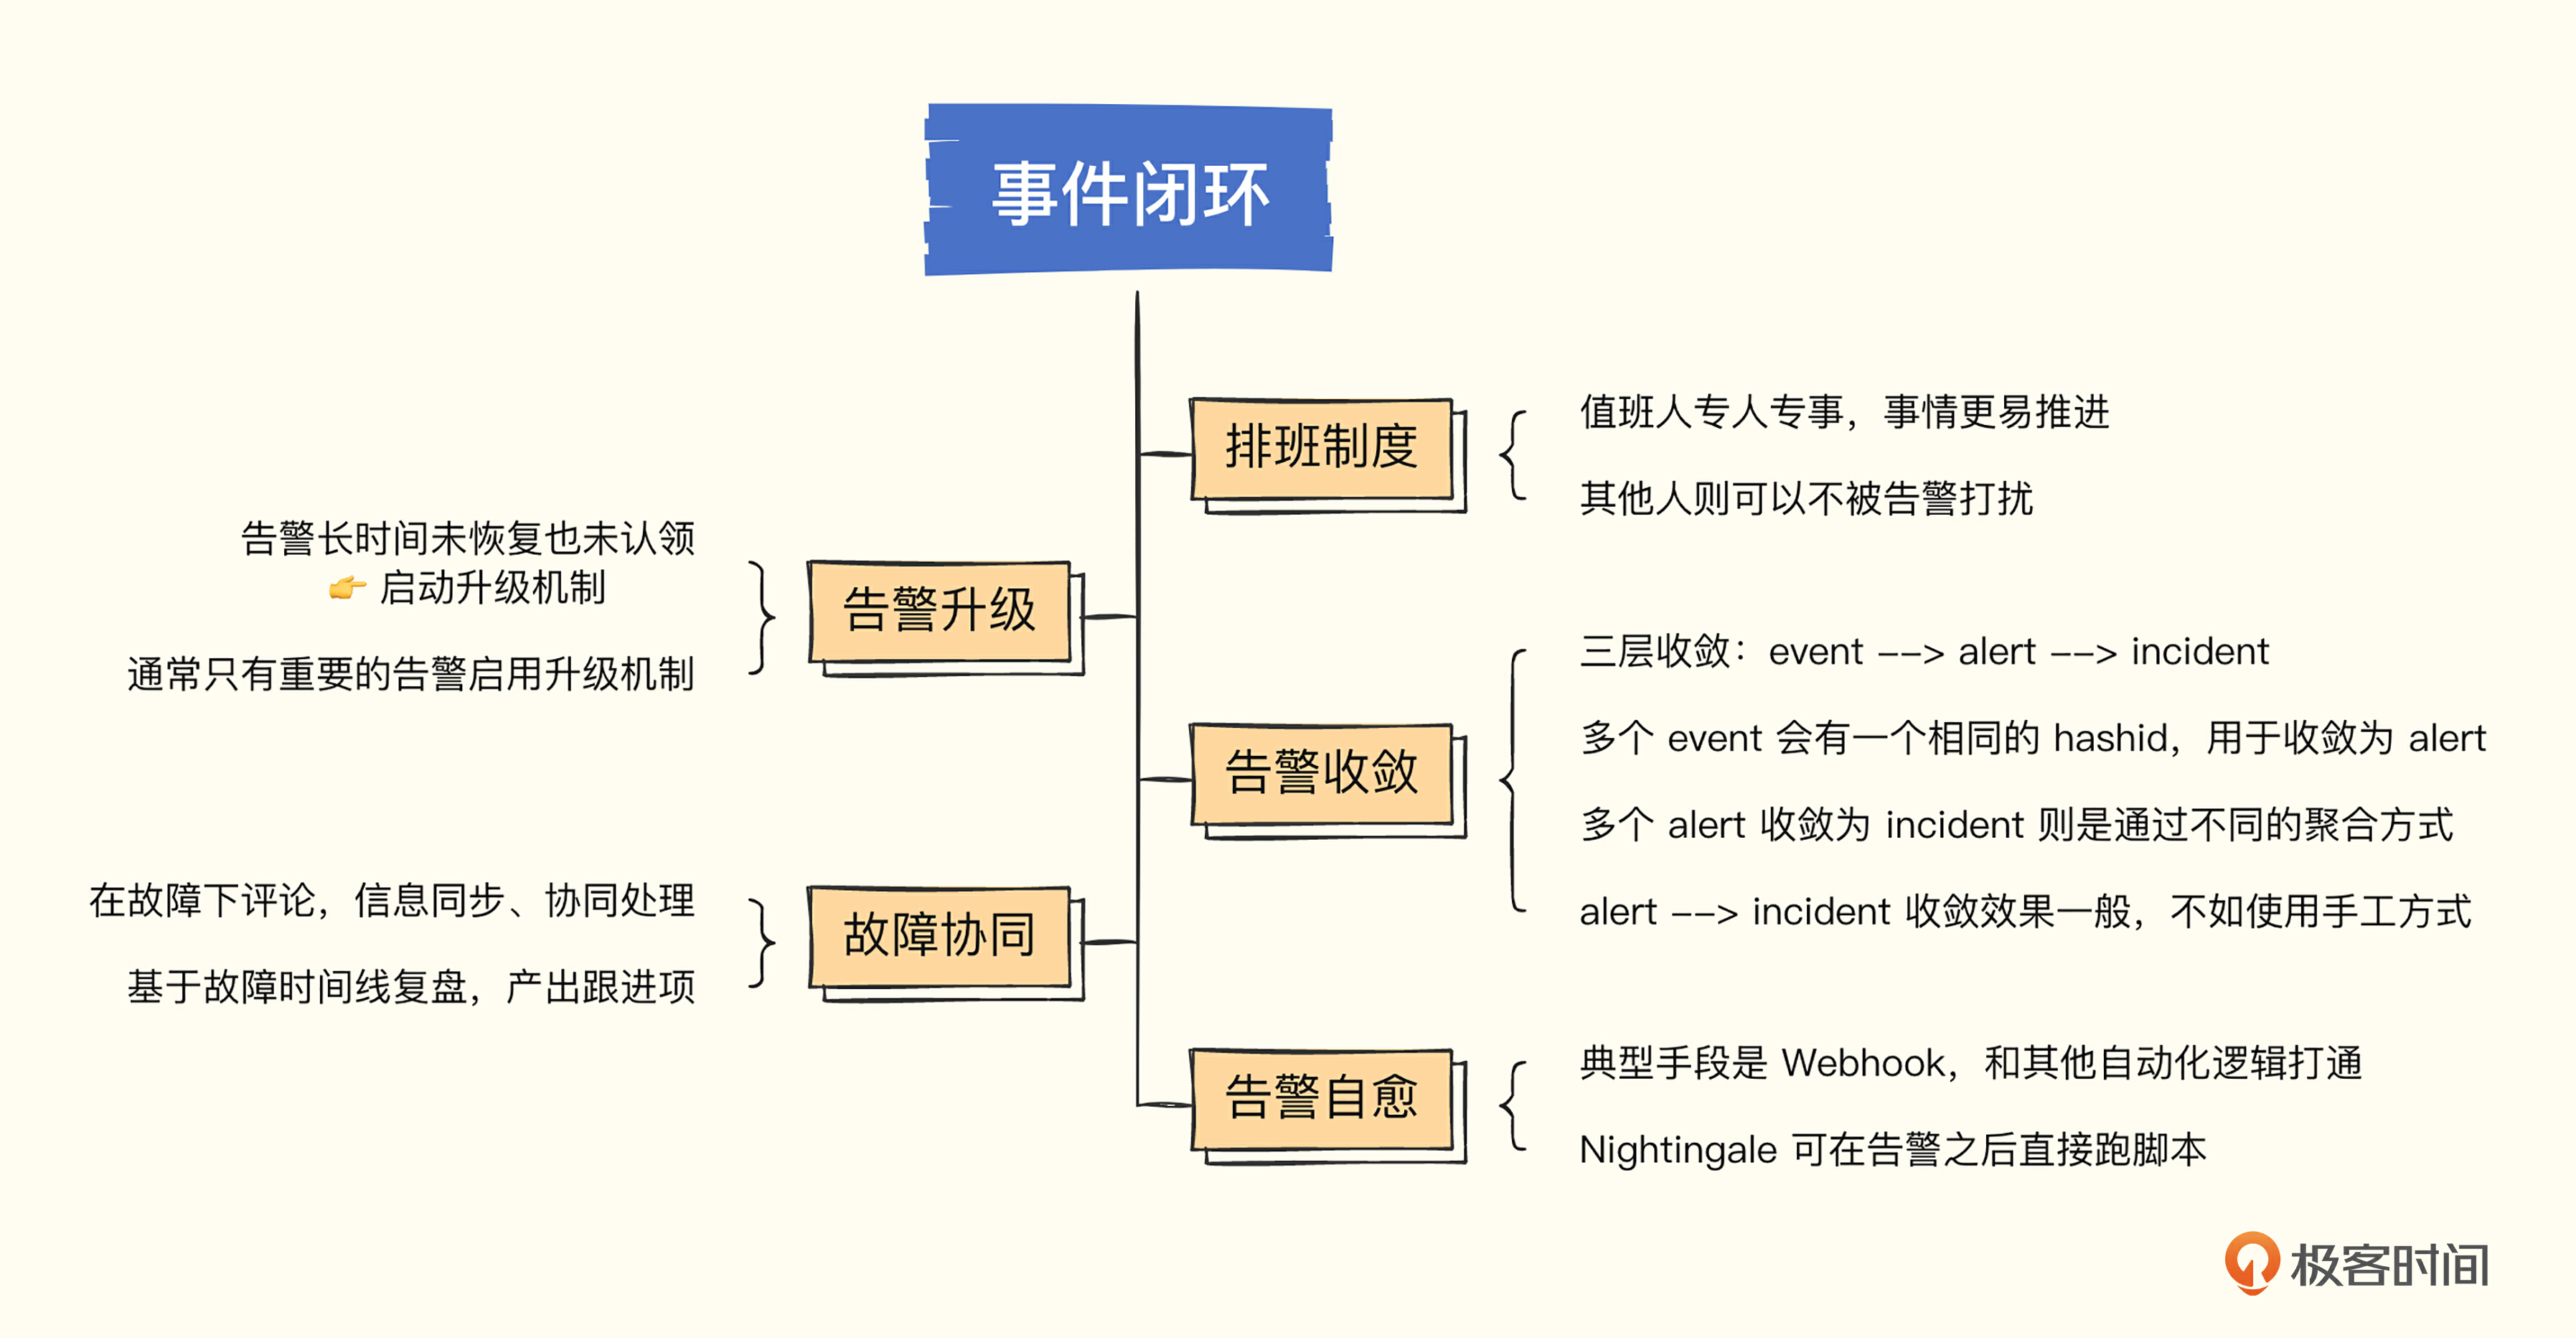 事件闭环
排班制度
值班人专人专事，事情更易推进
其他人则可以不被告警打扰
告警升级
告警长时间未恢复也未认领
👉 启动升级机制
通常只有重要的告警启用升级机制
告警收敛
三层收敛：event --> alert --> incident
多个 event 会有一个相同的 hashid，用于收敛为 alert
多个 alert 收敛为 incident 则是通过不同的聚合方式
alert --> incident 收敛效果一般，不如使用手工方式
故障协同
在故障下评论，信息同步、协同处理
基于故障时间线复盘，产出跟进项
告警自愈
典型手段是 Webhook，和其他自动化逻辑打通
Nightingale 可在告警之后直接跑脚本
极客时间